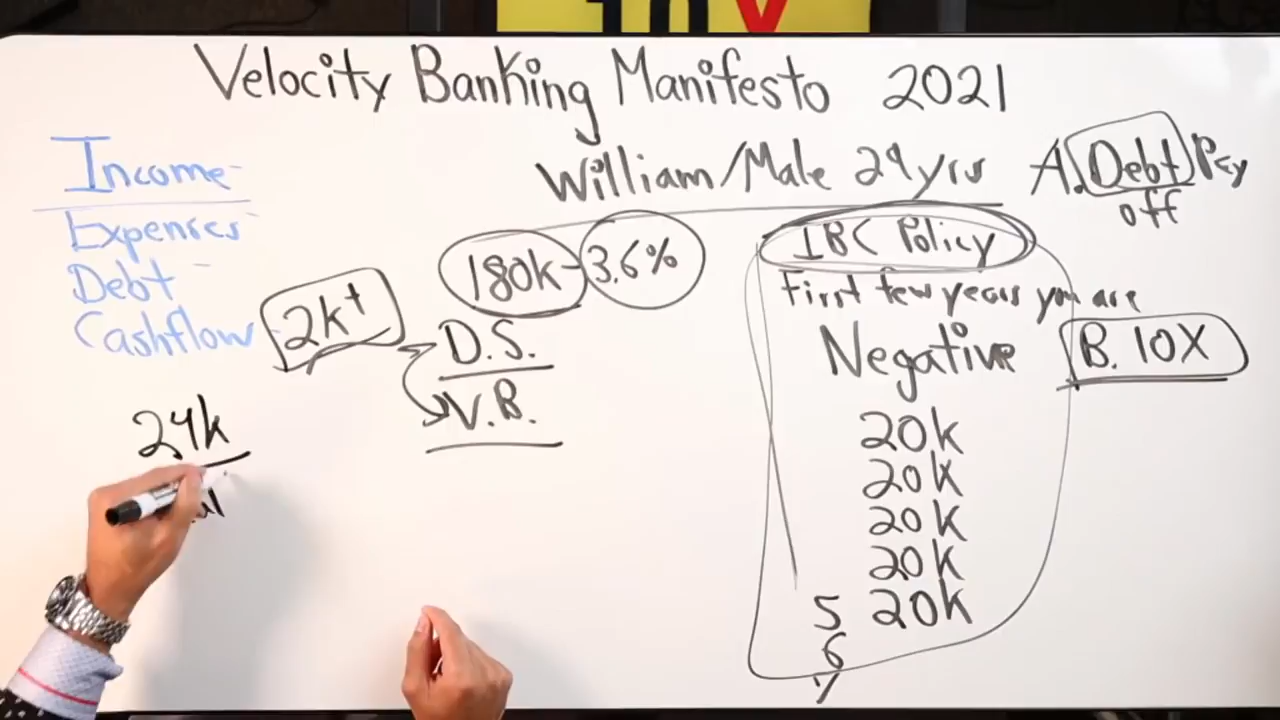 10X
Velocity Banking Manifesto 2021
William/Male 29yrs
A. Debt Pay
off
Income
Expenses
Debt
Cashflow
2k+
180k - 3.6%
D.S.
V.B.
IBC Policy
First few years you are
Negative
B. 10X
20k
20k
20k
20k
5 20k
6
24k